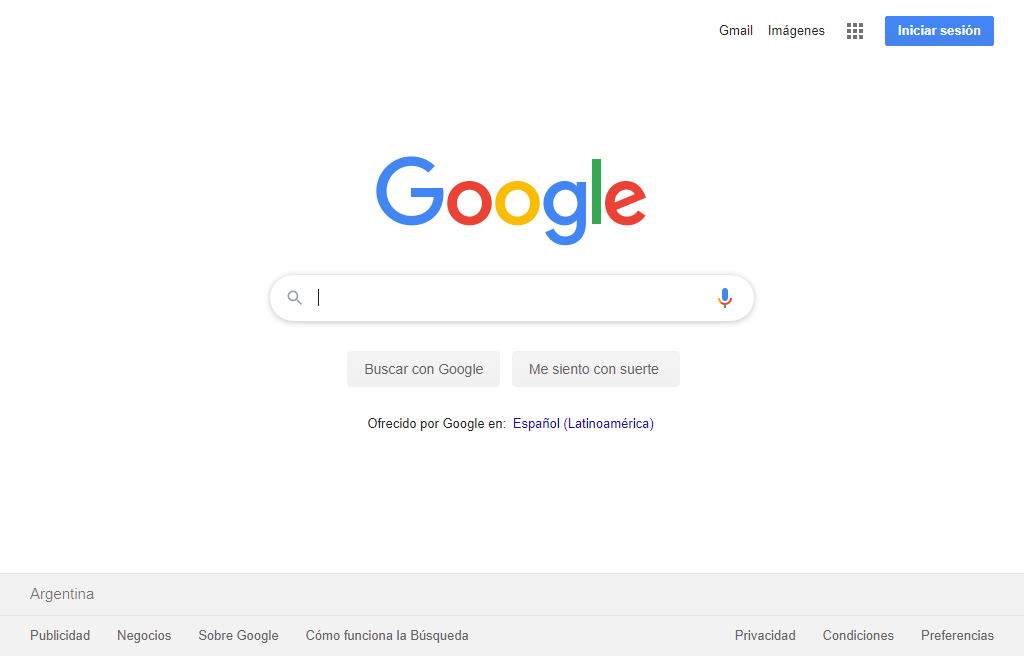 Gmail Imágenes Iniciar sesión
Google
Buscar con Google Me siento con suerte
Ofrecido por Google en: Español (Latinoamérica)
Argentina
Publicidad Negocios Sobre Google Cómo funciona la Búsqueda Privacidad Condiciones Preferencias